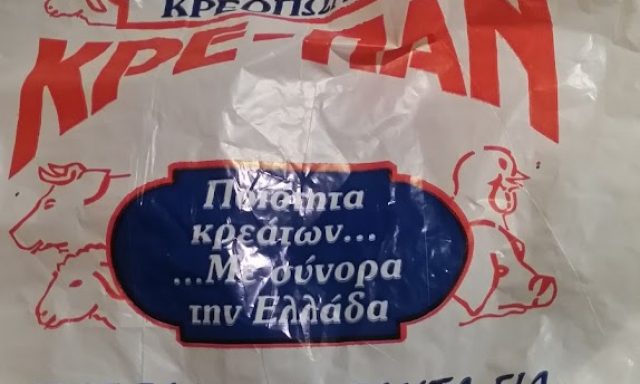 ΚΡΕ-ΠΑΝ
Ποιότητα
κρεάτων...
...Με σύνορα
την Ελλάδα